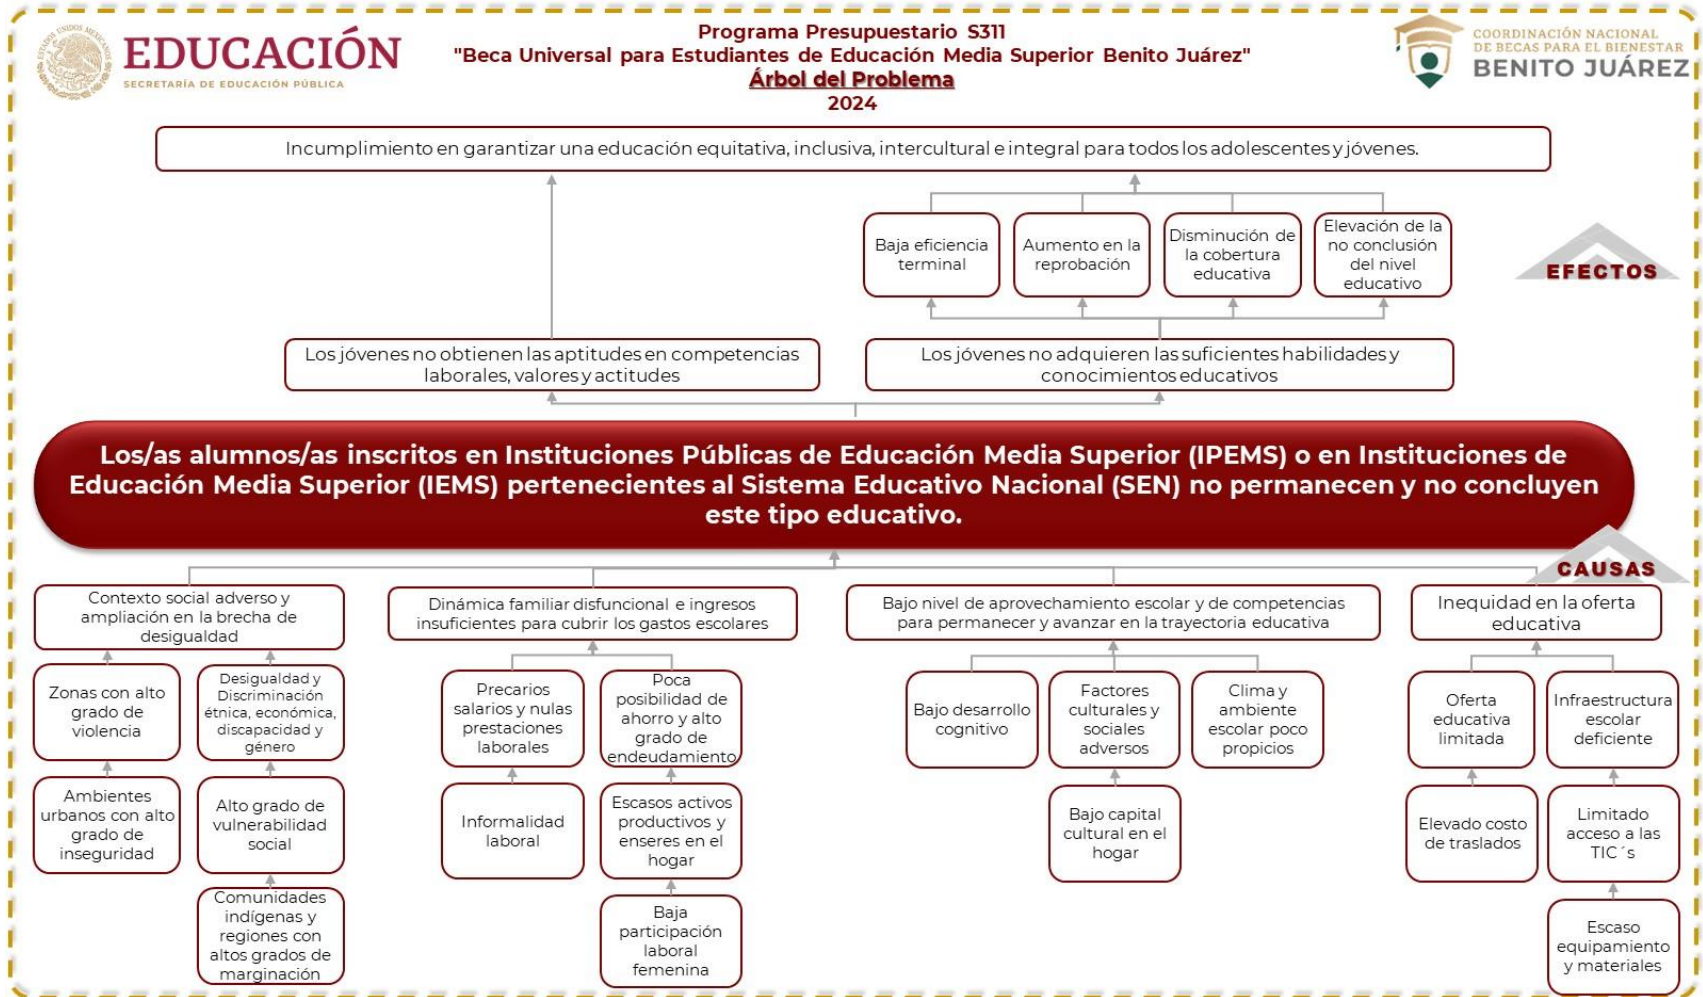 ESTADOS UNIDOS MEXICANOS
EDUCACIÓN
SECRETARÍA DE EDUCACIÓN PÚBLICA
Programa Presupuestario S311
"Beca Universal para Estudiantes de Educación Media Superior Benito Juárez"
Árbol del Problema
2024
COORDINACIÓN NACIONAL
DE BECAS PARA EL BIENESTAR
BENITO JUÁREZ
Incumplimiento en garantizar una educación equitativa, inclusiva, intercultural e integral para todos los adolescentes y jóvenes.
Baja eficiencia
terminal
Aumento en la
reprobación
Disminución de
la cobertura
educativa
Elevación de la
no conclusión
del nivel
educativo
EFECTOS
Los jóvenes no obtienen las aptitudes en competencias
laborales, valores y actitudes
Los jóvenes no adquieren las suficientes habilidades y
conocimientos educativos
Los/as alumnos/as inscritos en Instituciones Públicas de Educación Media Superior (IPEMS) o en Instituciones de
Educación Media Superior (IEMS) pertenecientes al Sistema Educativo Nacional (SEN) no permanecen y no concluyen
este tipo educativo.
CAUSAS
Contexto social adverso y
ampliación en la brecha de
desigualdad
Dinámica familiar disfuncional e ingresos
insuficientes para cubrir los gastos escolares
Bajo nivel de aprovechamiento escolar y de competencias
para permanecer y avanzar en la trayectoria educativa
Inequidad en la oferta
educativa
Zonas con alto
grado de
violencia
Desigualdad y
Discriminación
étnica, económica,
discapacidad y
género
Precarios
salarios y nulas
prestaciones
laborales
Poca
posibilidad de
ahorro y alto
grado de
endeudamiento
Bajo desarrollo
cognitivo
Factores
culturales y
sociales
adversos
Clima y
ambiente
escolar poco
propicios
Oferta
educativa
limitada
Infraestructura
escolar
deficiente
Ambientes
urbanos con alto
grado de
inseguridad
Alto grado de
vulnerabilidad
social
Informalidad
laboral
Escasos activos
productivos y
enseres en el
hogar
Bajo capital
cultural en el
hogar
Elevado costo
de traslados
Limitado
acceso a las
TIC´s
Comunidades
indígenas y
regiones con
altos grados de
marginación
Baja
participación
laboral
femenina
Escaso
equipamiento
y materiales